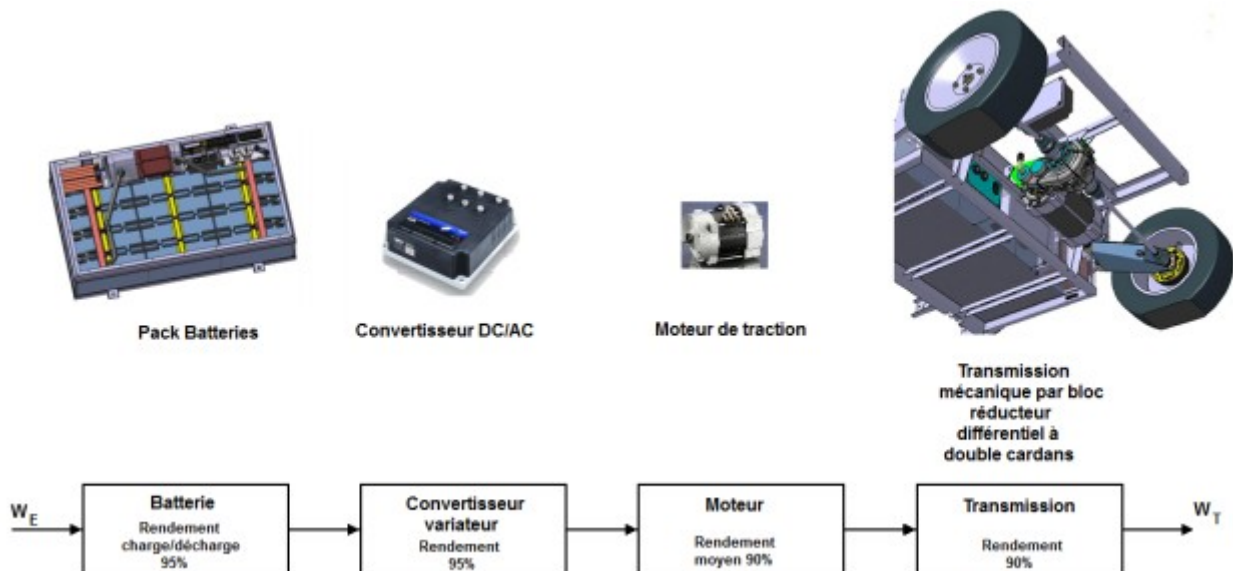 Pack Batteries
Convertisseur DC/AC
Moteur de traction
Transmission
mécanique par bloc
réducteur
différentiel à
double cardans
W_E
Batterie
Rendement
charge/décharge
95%
Convertisseur
variateur
Rendement
95%
Moteur
Rendement
moyen 90%
Transmission
Rendement
90%
W_T